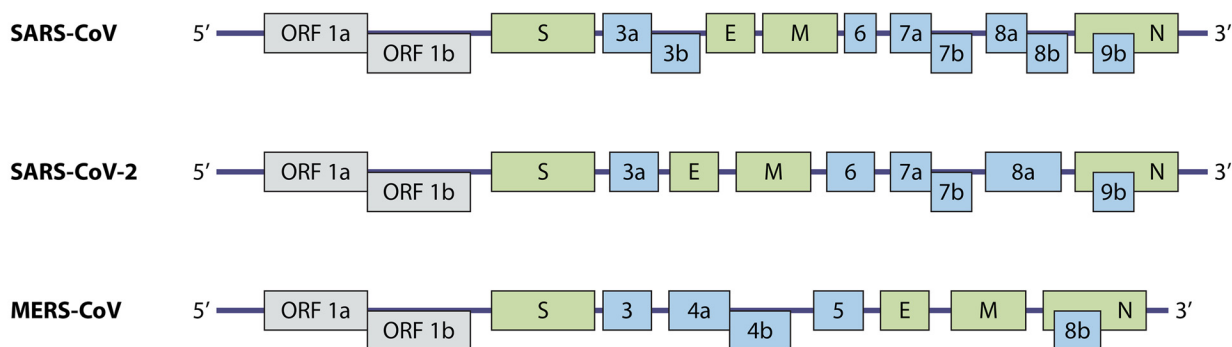 SARS-CoV 5′ ORF 1a ORF 1b S 3a 3b E M 6 7a 7b 8a 8b 9b N 3′
SARS-CoV-2 5′ ORF 1a ORF 1b S 3a E M 6 7a 7b 8a 9b N 3′
MERS-CoV 5′ ORF 1a ORF 1b S 3 4a 4b 5 E M 8b N 3′